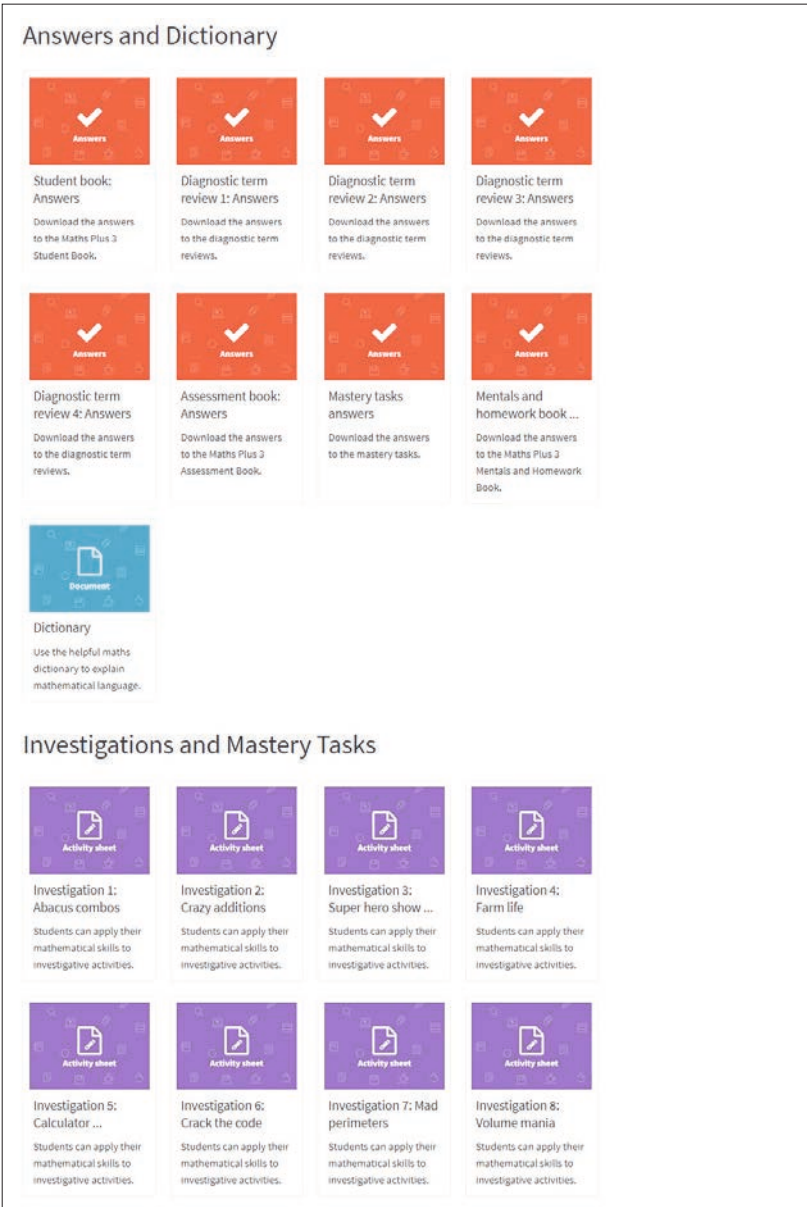 Answers and Dictionary
Answers
Student book:
Answers
Download the answers
to the Maths Plus 3
Student Book.
Answers
Diagnostic term
review 1: Answers
Download the answers
to the diagnostic term
reviews.
Answers
Diagnostic term
review 2: Answers
Download the answers
to the diagnostic term
reviews.
Answers
Diagnostic term
review 3: Answers
Download the answers
to the diagnostic term
reviews.
Answers
Diagnostic term
review 4: Answers
Download the answers
to the diagnostic term
reviews.
Answers
Assessment book:
Answers
Download the answers
to the Maths Plus 3
Assessment Book.
Answers
Mastery tasks
answers
Download the answers
to the mastery tasks.
Answers
Mentals and
homework book ...
Download the answers
to the Maths Plus 3
Mentals and Homework
Book.
Document
Dictionary
Use the helpful maths
dictionary to explain
mathematical language.
Investigations and Mastery Tasks
Activity sheet
Investigation 1:
Abacus combos
Students can apply their
mathematical skills to
investigative activities.
Activity sheet
Investigation 2:
Crazy additions
Students can apply their
mathematical skills to
investigative activities.
Activity sheet
Investigation 3:
Super hero show ...
Students can apply their
mathematical skills to
investigative activities.
Activity sheet
Investigation 4:
Farm life
Students can apply their
mathematical skills to
investigative activities.
Activity sheet
Investigation 5:
Calculator ...
Students can apply their
mathematical skills to
investigative activities.
Activity sheet
Investigation 6:
Crack the code
Students can apply their
mathematical skills to
investigative activities.
Activity sheet
Investigation 7: Mad
perimeters
Students can apply their
mathematical skills to
investigative activities.
Activity sheet
Investigation 8:
Volume mania
Students can apply their
mathematical skills to
investigative activities.